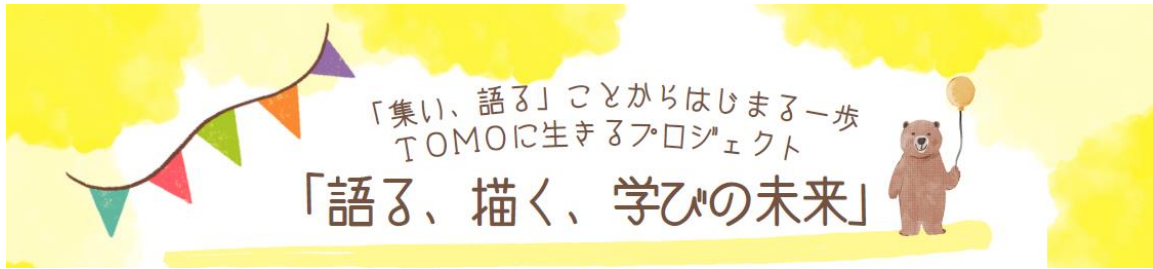 「集い、語る」ことからはじまる一歩
TOMOに生きるプロジェクト
「語る、描く、学びの未来」